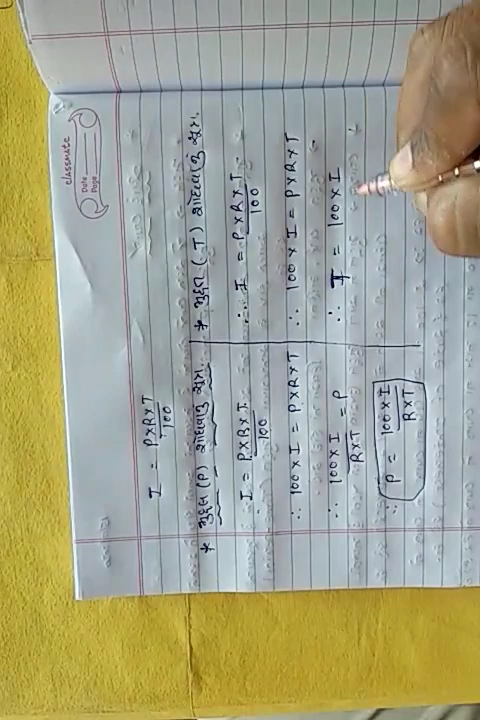 classmate
Date
Page
I = P×R×T / 100
* મુદ્દલ (P) શોધવાનું સૂત્ર.
I = P×R×T / 100
∴ 100×I = P×R×T
∴ 100×I / R×T = P
∴ P = 100×I / R×T
* મુદ્દત (T) શોધવાનું સૂત્ર.
∴ I = P×R×T / 100
∴ 100×I = P×R×T
∴ T = 100×I